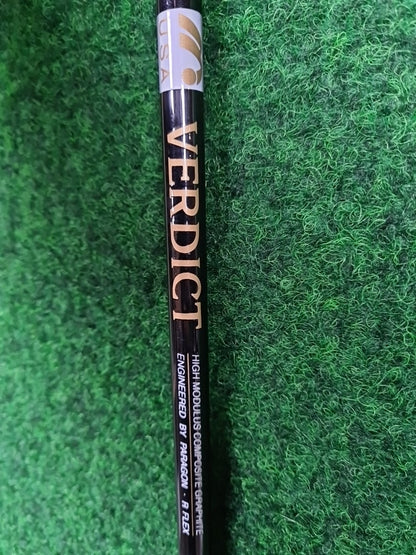 USA
VERDICT
HIGH MODULUS COMPOSITE GRAPHITE
ENGINEERED BY PARAGON - R FLEX